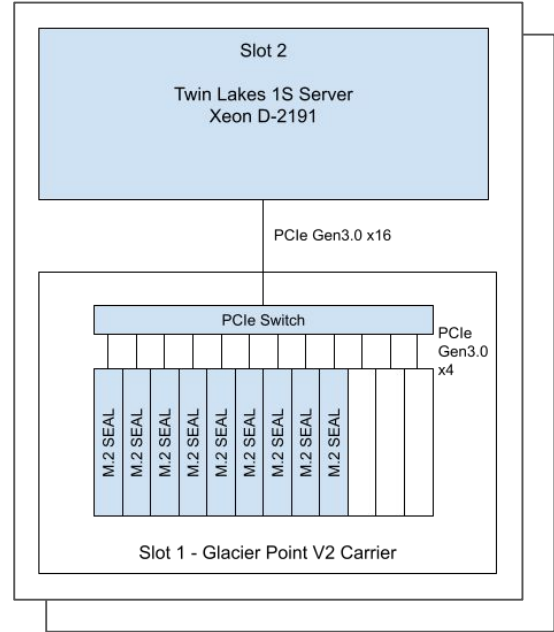 Slot 2
Twin Lakes 1S Server
Xeon D-2191
PCIe Gen3.0 x16
PCIe Switch
PCIe
Gen3.0
x4
M.2 SEAL
M.2 SEAL
M.2 SEAL
M.2 SEAL
M.2 SEAL
M.2 SEAL
M.2 SEAL
M.2 SEAL
M.2 SEAL
Slot 1 - Glacier Point V2 Carrier